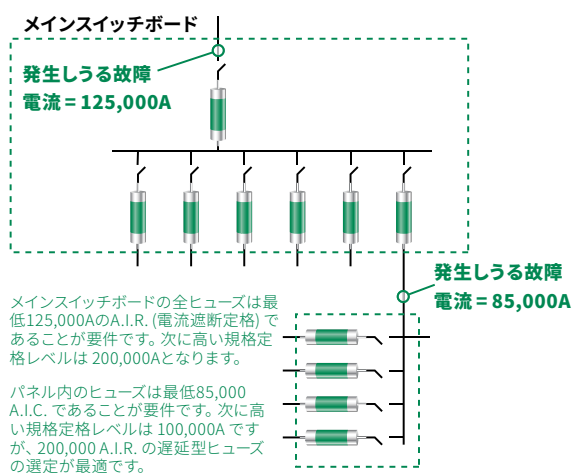 メインスイッチボード
発生しうる故障
電流 = 125,000A
発生しうる故障
電流 = 85,000A
メインスイッチボードの全ヒューズは最
低125,000AのA.I.R. (電流遮断定格) で
あることが要件です。次に高い規格定
格レベルは 200,000Aとなります。
パネル内のヒューズは最低85,000
A.I.C. であることが要件です。次に高
い規格定格レベルは 100,000A です
が、200,000 A.I.R. の遅延型ヒューズ
の選定が最適です。